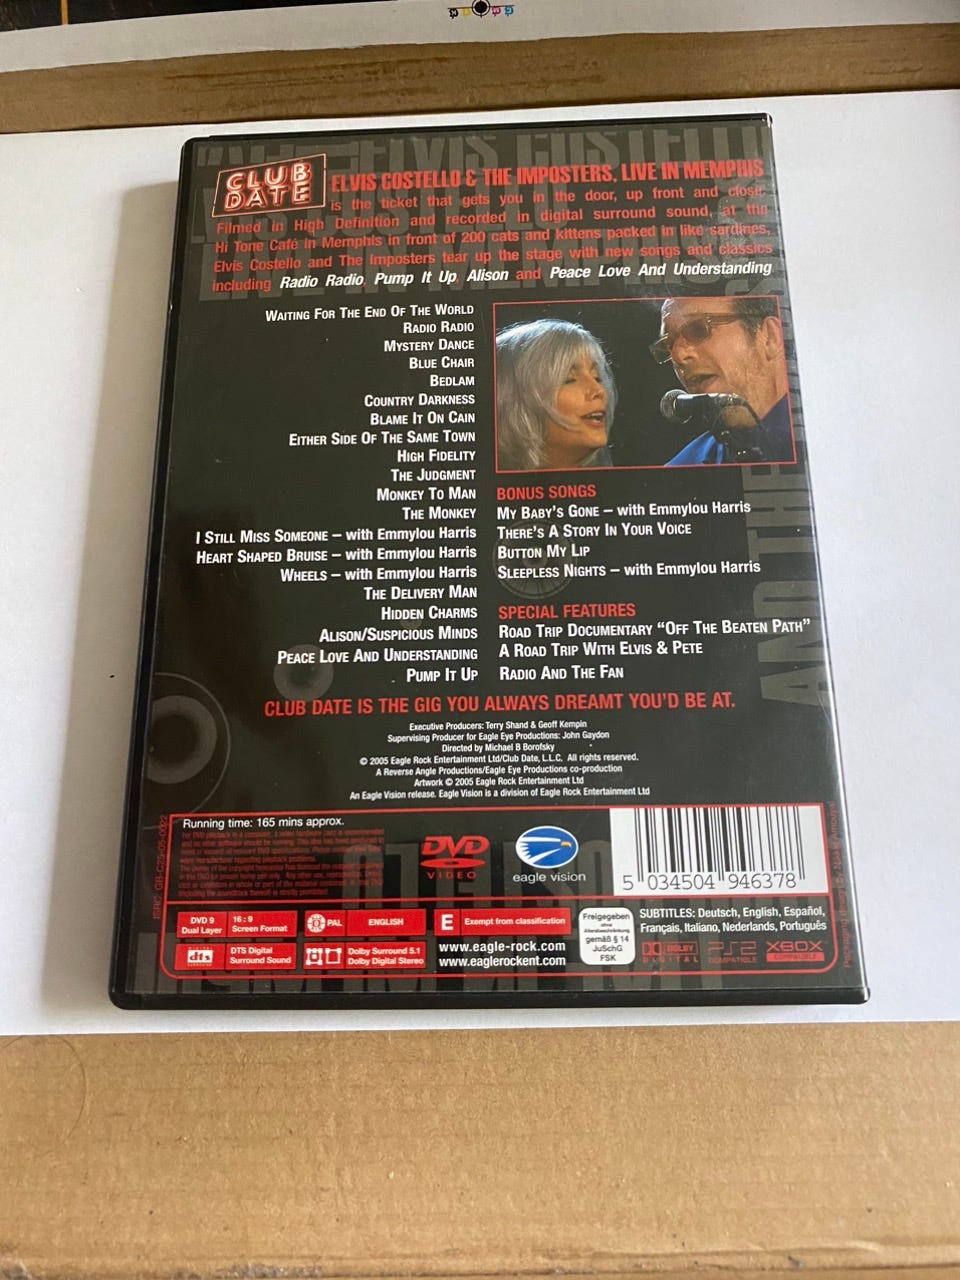 CLUB
DATE
ELVIS COSTELLO & THE IMPOSTERS, LIVE IN MEMPHIS
is the ticket that gets you in the door, up front and close.
Filmed in High Definition and recorded in digital surround sound, at the
Hi Tone Café in Memphis in front of 200 cats and kittens packed in like sardines,
Elvis Costello and The Imposters tear up the stage with new songs and classics
including Radio Radio, Pump It Up, Alison and Peace Love And Understanding
WAITING FOR THE END OF THE WORLD
RADIO RADIO
MYSTERY DANCE
BLUE CHAIR
BEDLAM
COUNTRY DARKNESS
BLAME IT ON CAIN
EITHER SIDE OF THE SAME TOWN
HIGH FIDELITY
THE JUDGMENT
MONKEY TO MAN
THE MONKEY
I STILL MISS SOMEONE – with Emmylou Harris
HEART SHAPED BRUISE – with Emmylou Harris
WHEELS – with Emmylou Harris
THE DELIVERY MAN
HIDDEN CHARMS
ALISON/SUSPICIOUS MINDS
PEACE LOVE AND UNDERSTANDING
PUMP IT UP
BONUS SONGS
MY BABY'S GONE – with Emmylou Harris
THERE'S A STORY IN YOUR VOICE
BUTTON MY LIP
SLEEPLESS NIGHTS – with Emmylou Harris
SPECIAL FEATURES
ROAD TRIP DOCUMENTARY "OFF THE BEATEN PATH"
A ROAD TRIP WITH ELVIS & PETE
RADIO AND THE FAN
CLUB DATE IS THE GIG YOU ALWAYS DREAMT YOU'D BE AT.
Executive Producers: Terry Shand & Geoff Kempin
Supervising Producer for Eagle Eye Productions: John Gaydon
Directed by Michael B Borofsky
© 2005 Eagle Rock Entertainment Ltd/Club Date, L.L.C. All rights reserved.
A Reverse Angle Productions/Eagle Eye Productions co-production
Artwork © 2005 Eagle Rock Entertainment Ltd
An Eagle Vision release. Eagle Vision is a division of Eagle Rock Entertainment Ltd
Running time: 165 mins approx.
DVD
VIDEO
eagle vision
5 034504 946378
DVD 9
Dual Layer
16 : 9
Screen Format
PAL
ENGLISH
E Exempt from classification
dts
DTS Digital
Surround Sound
Dolby Surround 5.1
Dolby Digital Stereo
www.eagle-rock.com
www.eaglerockent.com
Freigegeben
ohne
Altersbeschränkung
gemäß § 14
JuSchG
FSK
SUBTITLES: Deutsch, English, Español,
Français, Italiano, Nederlands, Português
DOLBY
DIGITAL
PS2
COMPATIBLE
XBOX
COMPATIBLE